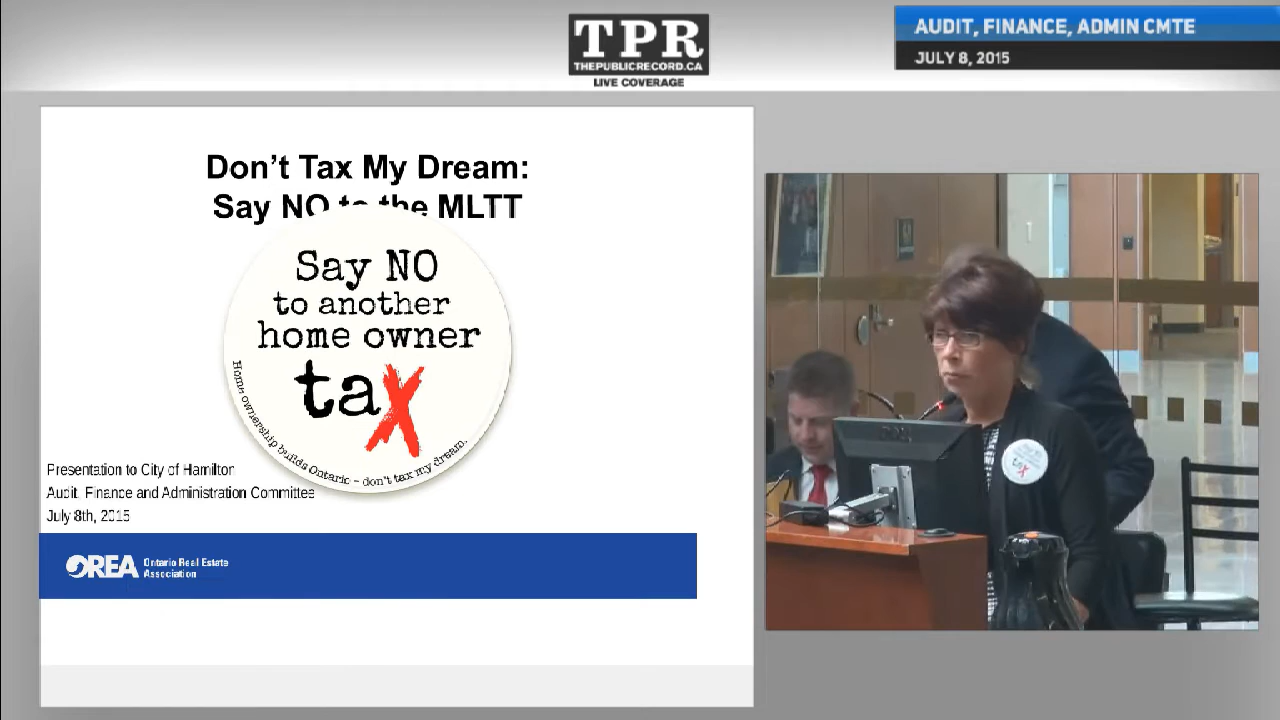 TPR
THEPUBLICRECORD.CA
LIVE COVERAGE
AUDIT, FINANCE, ADMIN CMTE
JULY 8, 2015
Don't Tax My Dream:
Say NO to the MLTT
Say NO
to another
home owner
tax
Home ownership builds Ontario – don't tax my dream.
Presentation to City of Hamilton
Audit, Finance and Administration Committee
July 8th, 2015
OREA Ontario Real Estate
Association
tax